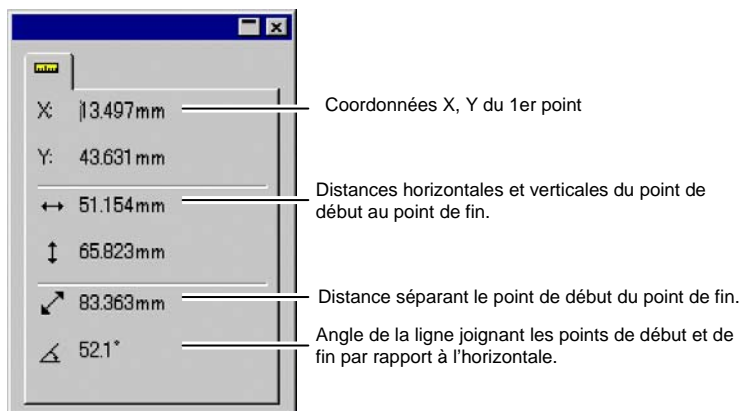 X: 13.497mm
Coordonnées X, Y du 1er point
Y: 43.631mm
51.154mm
Distances horizontales et verticales du point de
début au point de fin.
65.823mm
83.363mm
Distance séparant le point de début du point de fin.
52.1°
Angle de la ligne joignant les points de début et de
fin par rapport à l'horizontale.